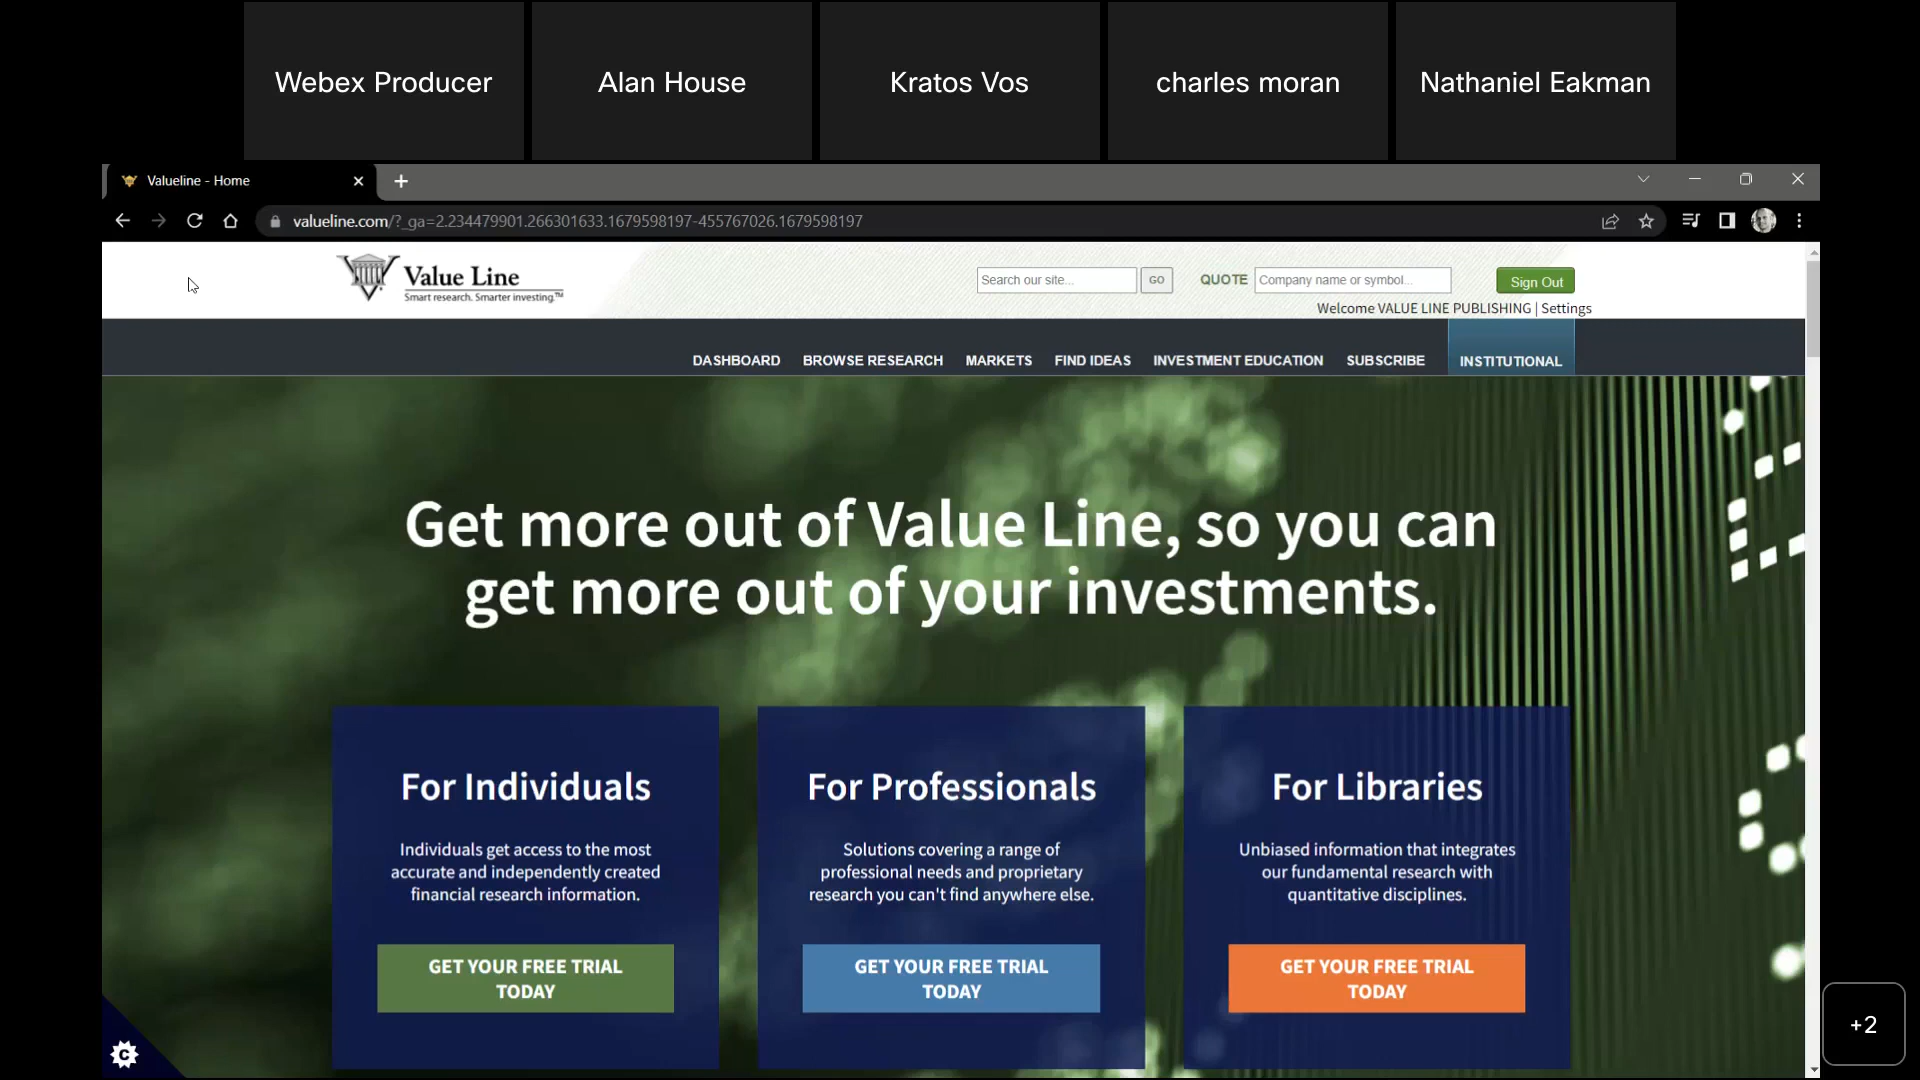 Webex Producer
Alan House
Kratos Vos
charles moran
Nathaniel Eakman
Valueline - Home
valueline.com/?_ga=2.234479901.266301633.1679598197-455767026.1679598197
Value Line
Smart research. Smarter investing.™
Search our site...
GO
QUOTE
Company name or symbol...
Sign Out
Welcome VALUE LINE PUBLISHING | Settings
DASHBOARD
BROWSE RESEARCH
MARKETS
FIND IDEAS
INVESTMENT EDUCATION
SUBSCRIBE
INSTITUTIONAL
Get more out of Value Line, so you can
get more out of your investments.
For Individuals
Individuals get access to the most
accurate and independently created
financial research information.
GET YOUR FREE TRIAL
TODAY
For Professionals
Solutions covering a range of
professional needs and proprietary
research you can't find anywhere else.
GET YOUR FREE TRIAL
TODAY
For Libraries
Unbiased information that integrates
our fundamental research with
quantitative disciplines.
GET YOUR FREE TRIAL
TODAY
C
+2